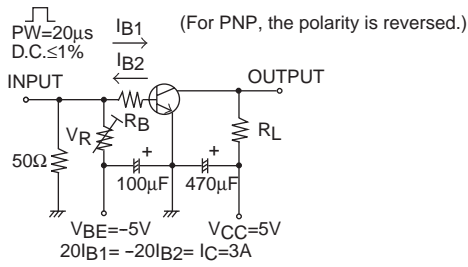 PW=20μs
D.C.≤1%
IB1
IB2
(For PNP, the polarity is reversed.)
INPUT
OUTPUT
VR
RB
RL
50Ω
+
+
100μF
470μF
VBE=–5V
VCC=5V
20IB1= –20IB2= IC=3A